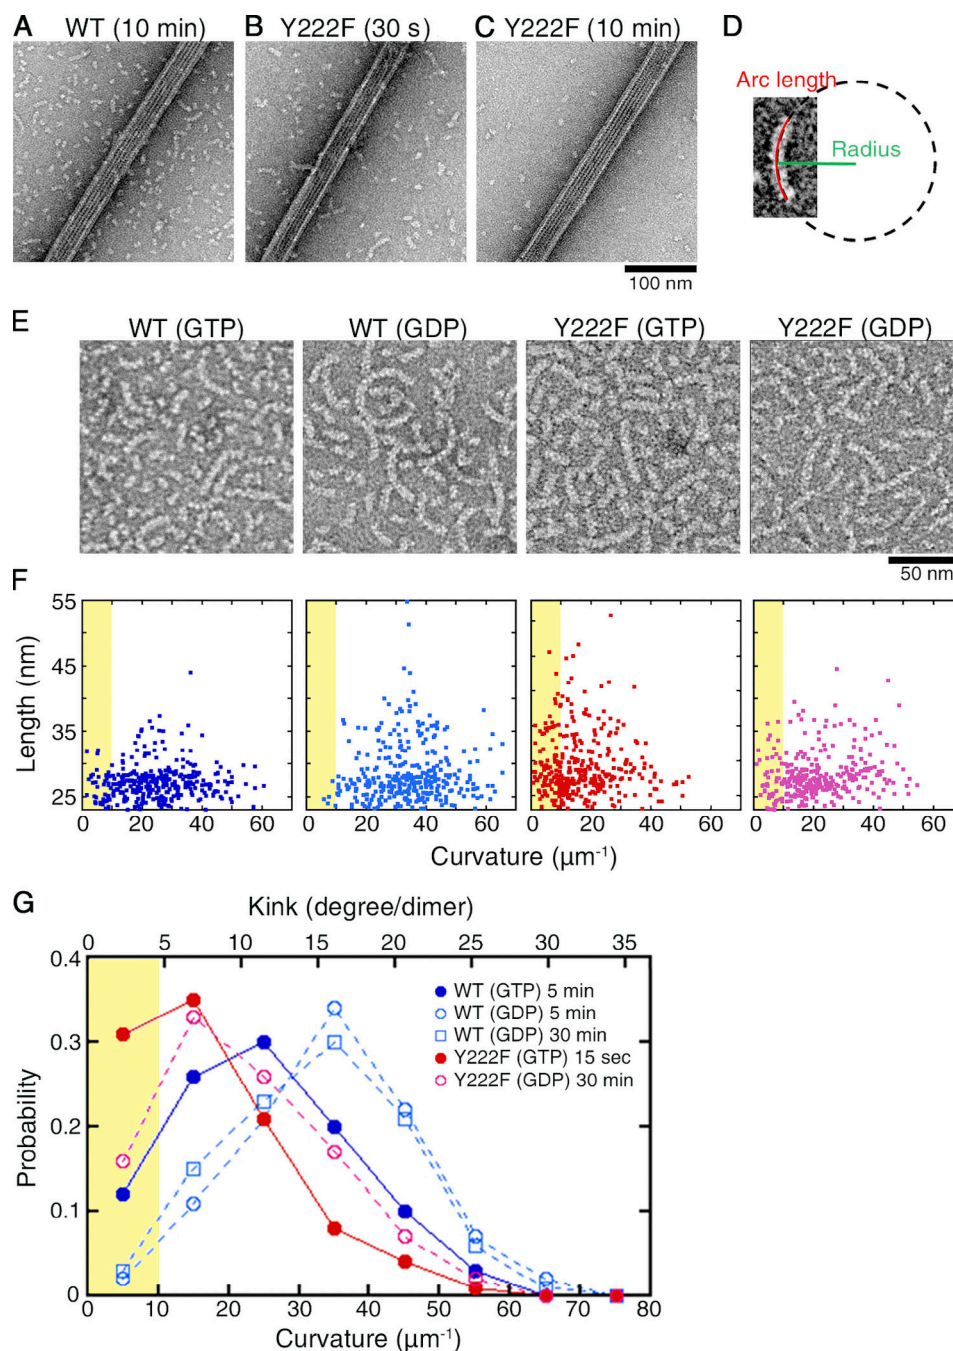 A WT (10 min) B Y222F (30 s) C Y222F (10 min) D
Arc length
Radius
100 nm
E
WT (GTP) WT (GDP) Y222F (GTP) Y222F (GDP)
50 nm
F
55
45
35
25
Length (nm)
0 20 40 60 0 20 40 60 0 20 40 60 0 20 40 60
Curvature (µm⁻¹)
G
Kink (degree/dimer)
0 5 10 15 20 25 30 35
0.4
0.3
0.2
0.1
0
Probability
WT (GTP) 5 min
WT (GDP) 5 min
WT (GDP) 30 min
Y222F (GTP) 15 sec
Y222F (GDP) 30 min
0 10 20 30 40 50 60 70 80
Curvature (µm⁻¹)